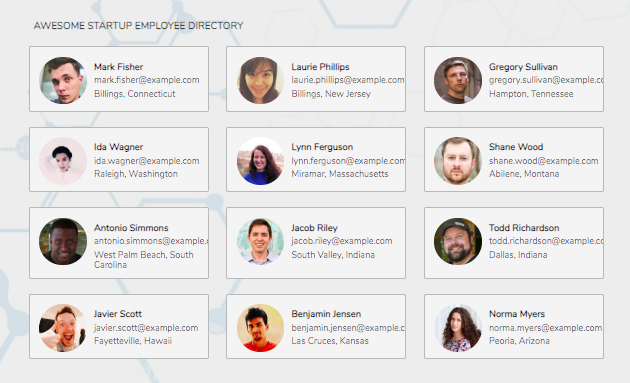 AWESOME STARTUP EMPLOYEE DIRECTORY
Mark Fisher
mark.fisher@example.com
Billings, Connecticut
Laurie Phillips
laurie.phillips@example.com
Billings, New Jersey
Gregory Sullivan
gregory.sullivan@example.co
Hampton, Tennessee
Ida Wagner
ida.wagner@example.com
Raleigh, Washington
Lynn Ferguson
lynn.ferguson@example.com
Miramar, Massachusetts
Shane Wood
shane.wood@example.com
Abilene, Montana
Antonio Simmons
antonio.simmons@example.
West Palm Beach, South
Carolina
Jacob Riley
jacob.riley@example.com
South Valley, Indiana
Todd Richardson
todd.richardson@example.co
Dallas, Indiana
Javier Scott
javier.scott@example.com
Fayetteville, Hawaii
Benjamin Jensen
benjamin.jensen@example.c
Las Cruces, Kansas
Norma Myers
norma.myers@example.com
Peoria, Arizona